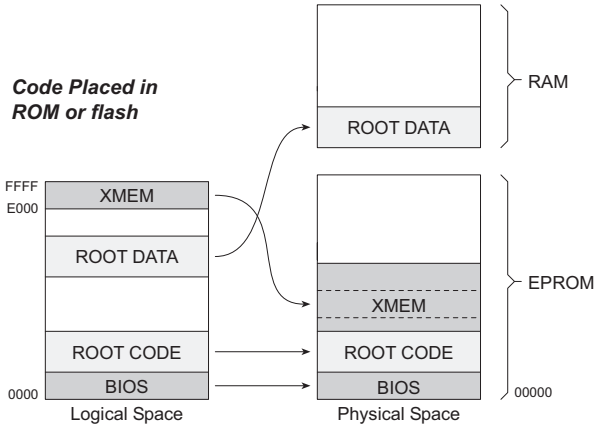 Code Placed in
ROM or flash
RAM
ROOT DATA
FFFF
XMEM
E000
ROOT DATA
EPROM
XMEM
ROOT CODE
ROOT CODE
0000
BIOS
BIOS
00000
Logical Space
Physical Space